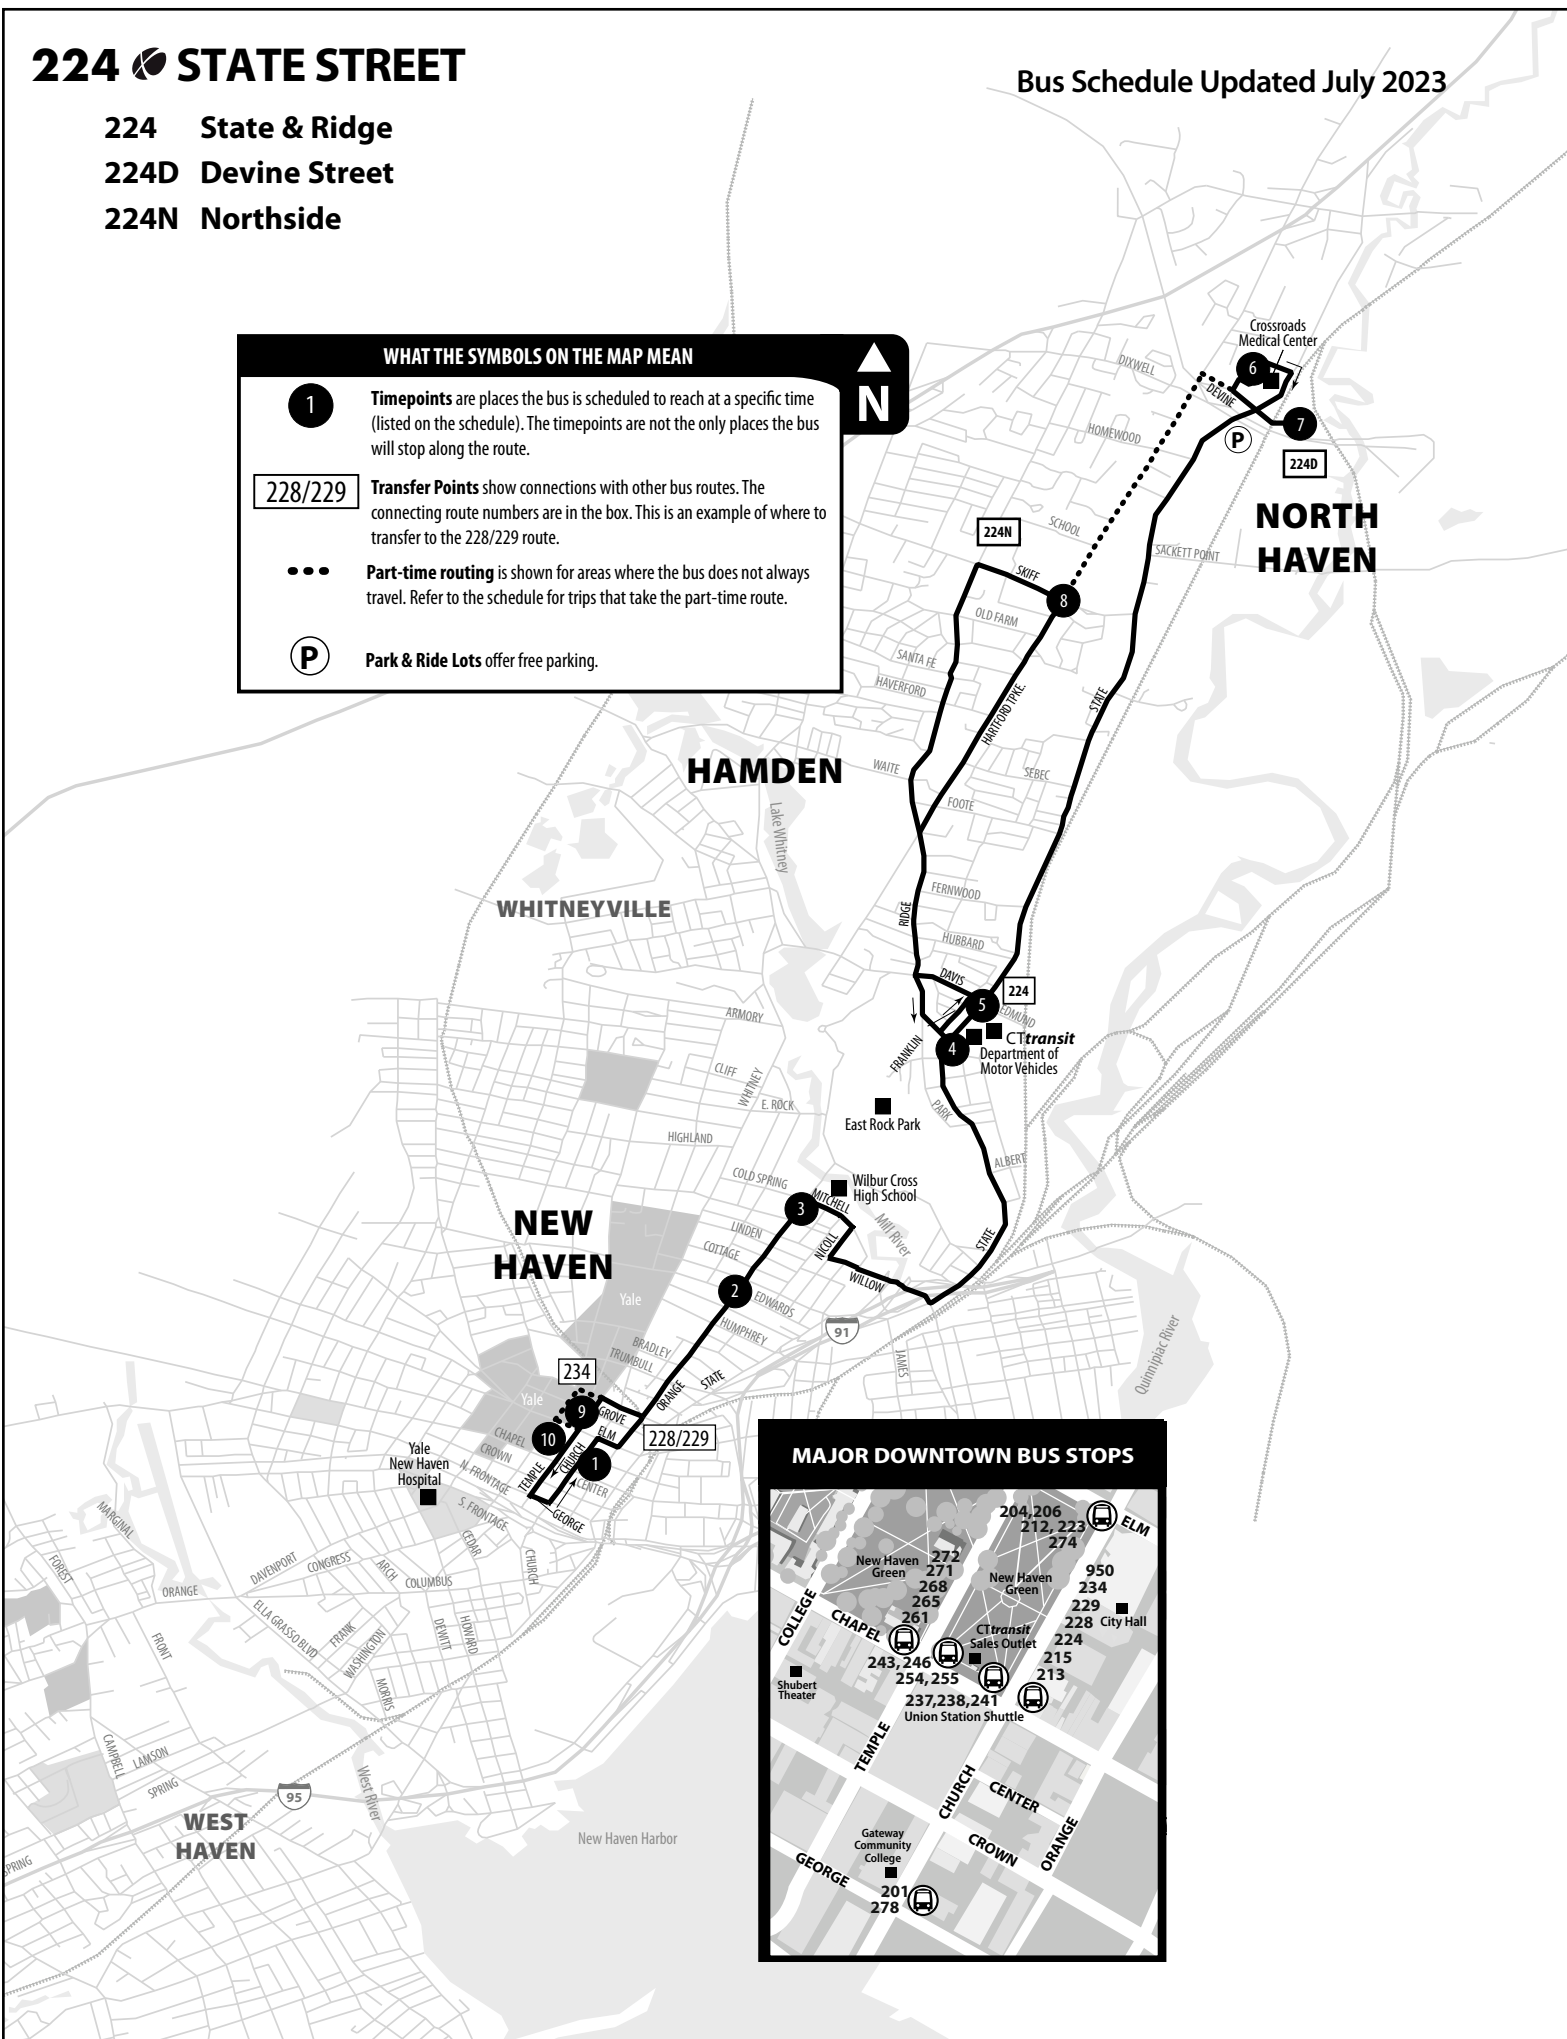 224 STATE STREET
Bus Schedule Updated July 2023
224 State & Ridge
224D Devine Street
224N Northside
WHAT THE SYMBOLS ON THE MAP MEAN
N
1
Timepoints are places the bus is scheduled to reach at a specific time
(listed on the schedule). The timepoints are not the only places the bus
will stop along the route.
228/229
Transfer Points show connections with other bus routes. The
connecting route numbers are in the box. This is an example of where to
transfer to the 228/229 route.
Part-time routing is shown for areas where the bus does not always
travel. Refer to the schedule for trips that take the part-time route.
P
Park & Ride Lots offer free parking.
Crossroads
Medical Center
DIXWELL
6
DEVINE
7
P
HOMEWOOD
224D
NORTH
HAVEN
SCHOOL
224N
SACKETT POINT
SKIFF
8
OLD FARM
SANTA FE
HAVERFORD
STATE
HARTFORD TPKE.
HAMDEN
WAITE
SEBEC
FOOTE
Lake Whitney
WHITNEYVILLE
FERNWOOD
RIDGE
HUBBARD
DAVIS
224
5
EDMUND
ARMORY
CTtransit
4
FRANKLIN
Department of
Motor Vehicles
CLIFF
WHITNEY
E. ROCK
PARK
East Rock Park
HIGHLAND
ALBERT
COLD SPRING
Wilbur Cross
High School
MITCHELL
3
NEW
HAVEN
LINDEN
Mill River
COTTAGE
NICOLL
STATE
WILLOW
2
EDWARDS
Yale
HUMPHREY
91
BRADLEY
TRUMBULL
JAMES
Quinnipiac River
234
STATE
ORANGE
Yale
9
GROVE
ELM
228/229
CHAPEL
10
CROWN
CHURCH
1
Yale
New Haven
Hospital
N. FRONTAGE
TEMPLE
CENTER
S. FRONTAGE
GEORGE
MARGINAL
CEDAR
CHURCH
FOREST
DAVENPORT
CONGRESS
ARCH
COLUMBUS
ORANGE
ELLA GRASSO BLVD
FRANK
WASHINGTON
DEWITT
HOWARD
FRONT
MORRIS
CAMPBELL
LAMSON
SPRING
West River
95
WEST
HAVEN
SPRING
New Haven Harbor
MAJOR DOWNTOWN BUS STOPS
204,206
212, 223
274
ELM
New Haven
Green
272
271
268
265
261
New Haven
Green
950
234
229
228
224
215
213
City Hall
COLLEGE
CHAPEL
CTtransit
Sales Outlet
243,246
254,255
Shubert
Theater
237,238,241
Union Station Shuttle
TEMPLE
CHURCH
CENTER
CROWN
ORANGE
Gateway
Community
College
GEORGE
201
278